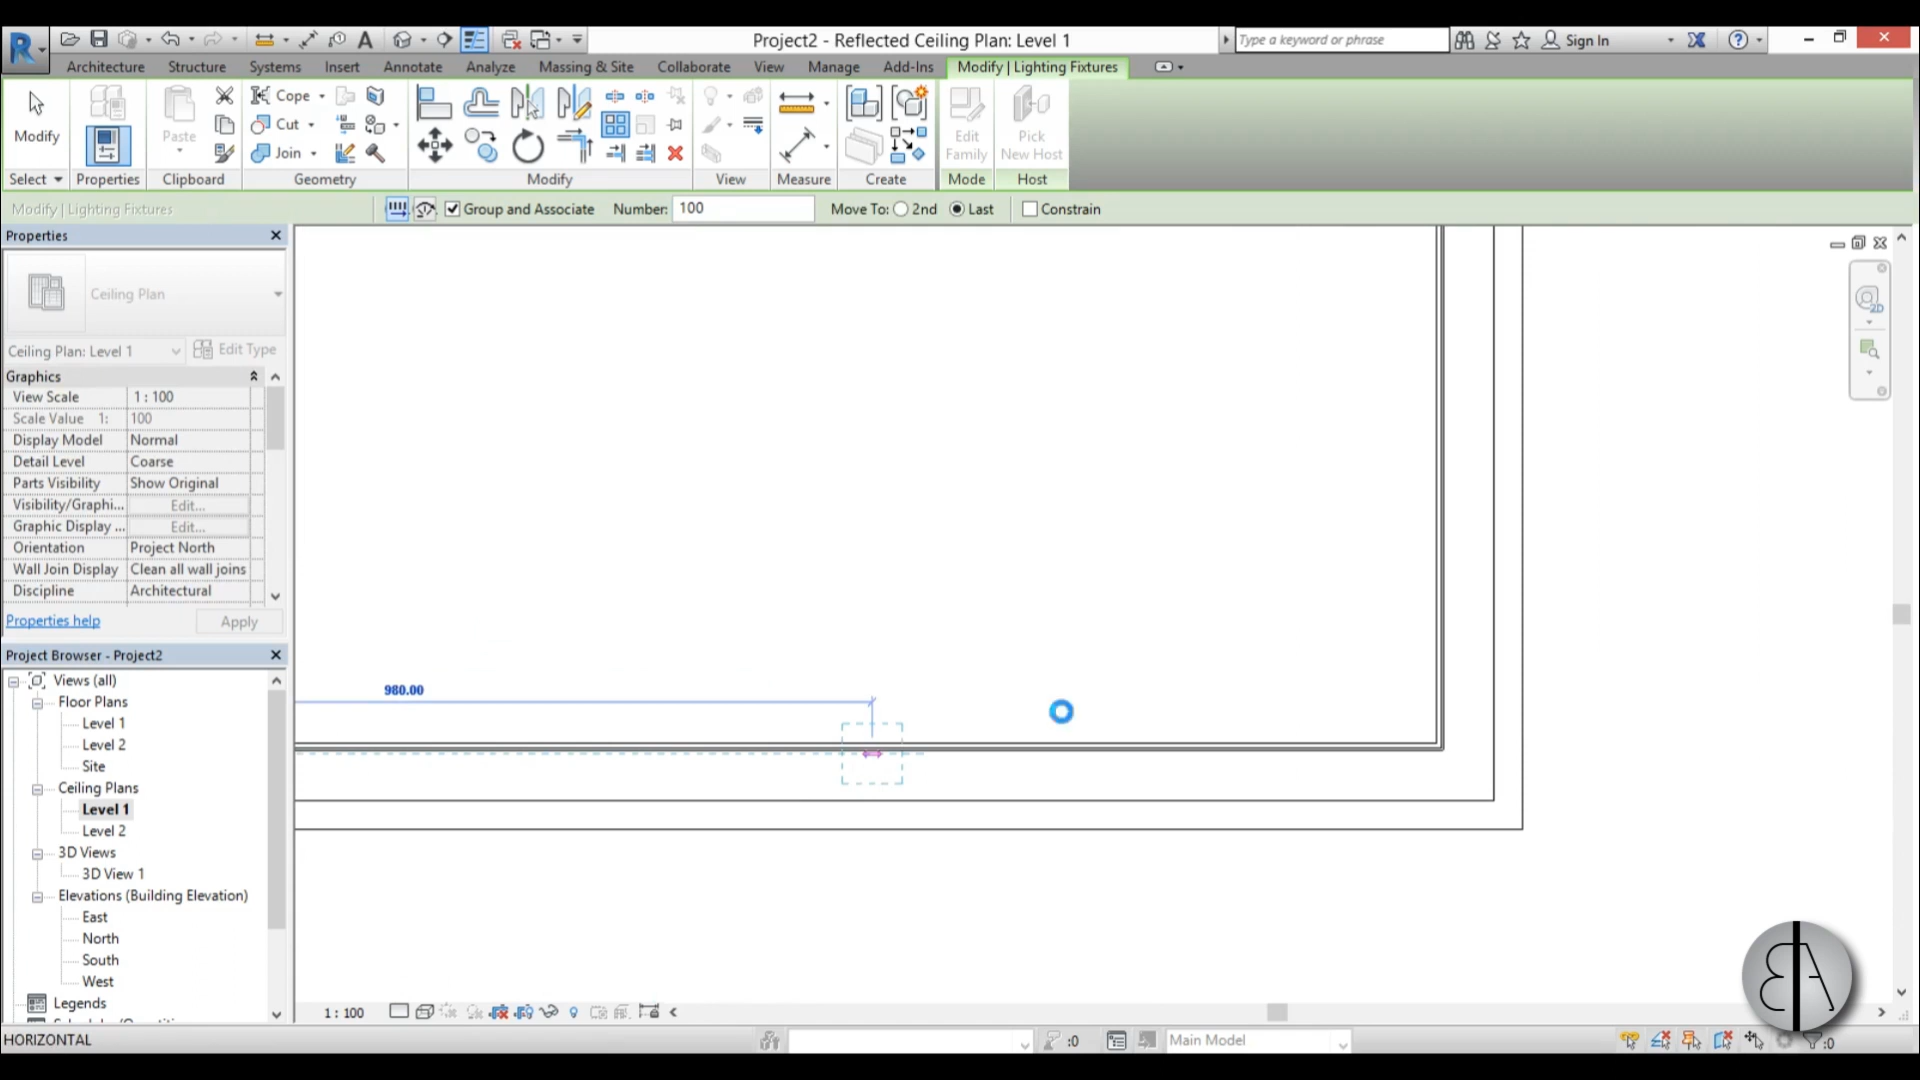 Project2 - Reflected Ceiling Plan: Level 1
Type a keyword or phrase
Sign In
Architecture Structure Systems Insert Annotate Analyze Massing & Site Collaborate View Manage Add-Ins Modify | Lighting Fixtures
Modify
Paste
Cope
Cut
Join
Edit Family
Pick New Host
Select Properties Clipboard Geometry Modify View Measure Create Mode Host
Modify | Lighting Fixtures
Group and Associate Number: 100 Move To: 2nd Last Constrain
Properties
Ceiling Plan
Ceiling Plan: Level 1 Edit Type
Graphics
View Scale 1 : 100
Scale Value 1: 100
Display Model Normal
Detail Level Coarse
Parts Visibility Show Original
Visibility/Graphi... Edit...
Graphic Display ... Edit...
Orientation Project North
Wall Join Display Clean all wall joins
Discipline Architectural
Properties help Apply
Project Browser - Project2
Views (all)
Floor Plans
Level 1
Level 2
Site
Ceiling Plans
Level 1
Level 2
3D Views
3D View 1
Elevations (Building Elevation)
East
North
South
West
Legends
980.00
2D
1 : 100
HORIZONTAL
:0
Main Model
:0